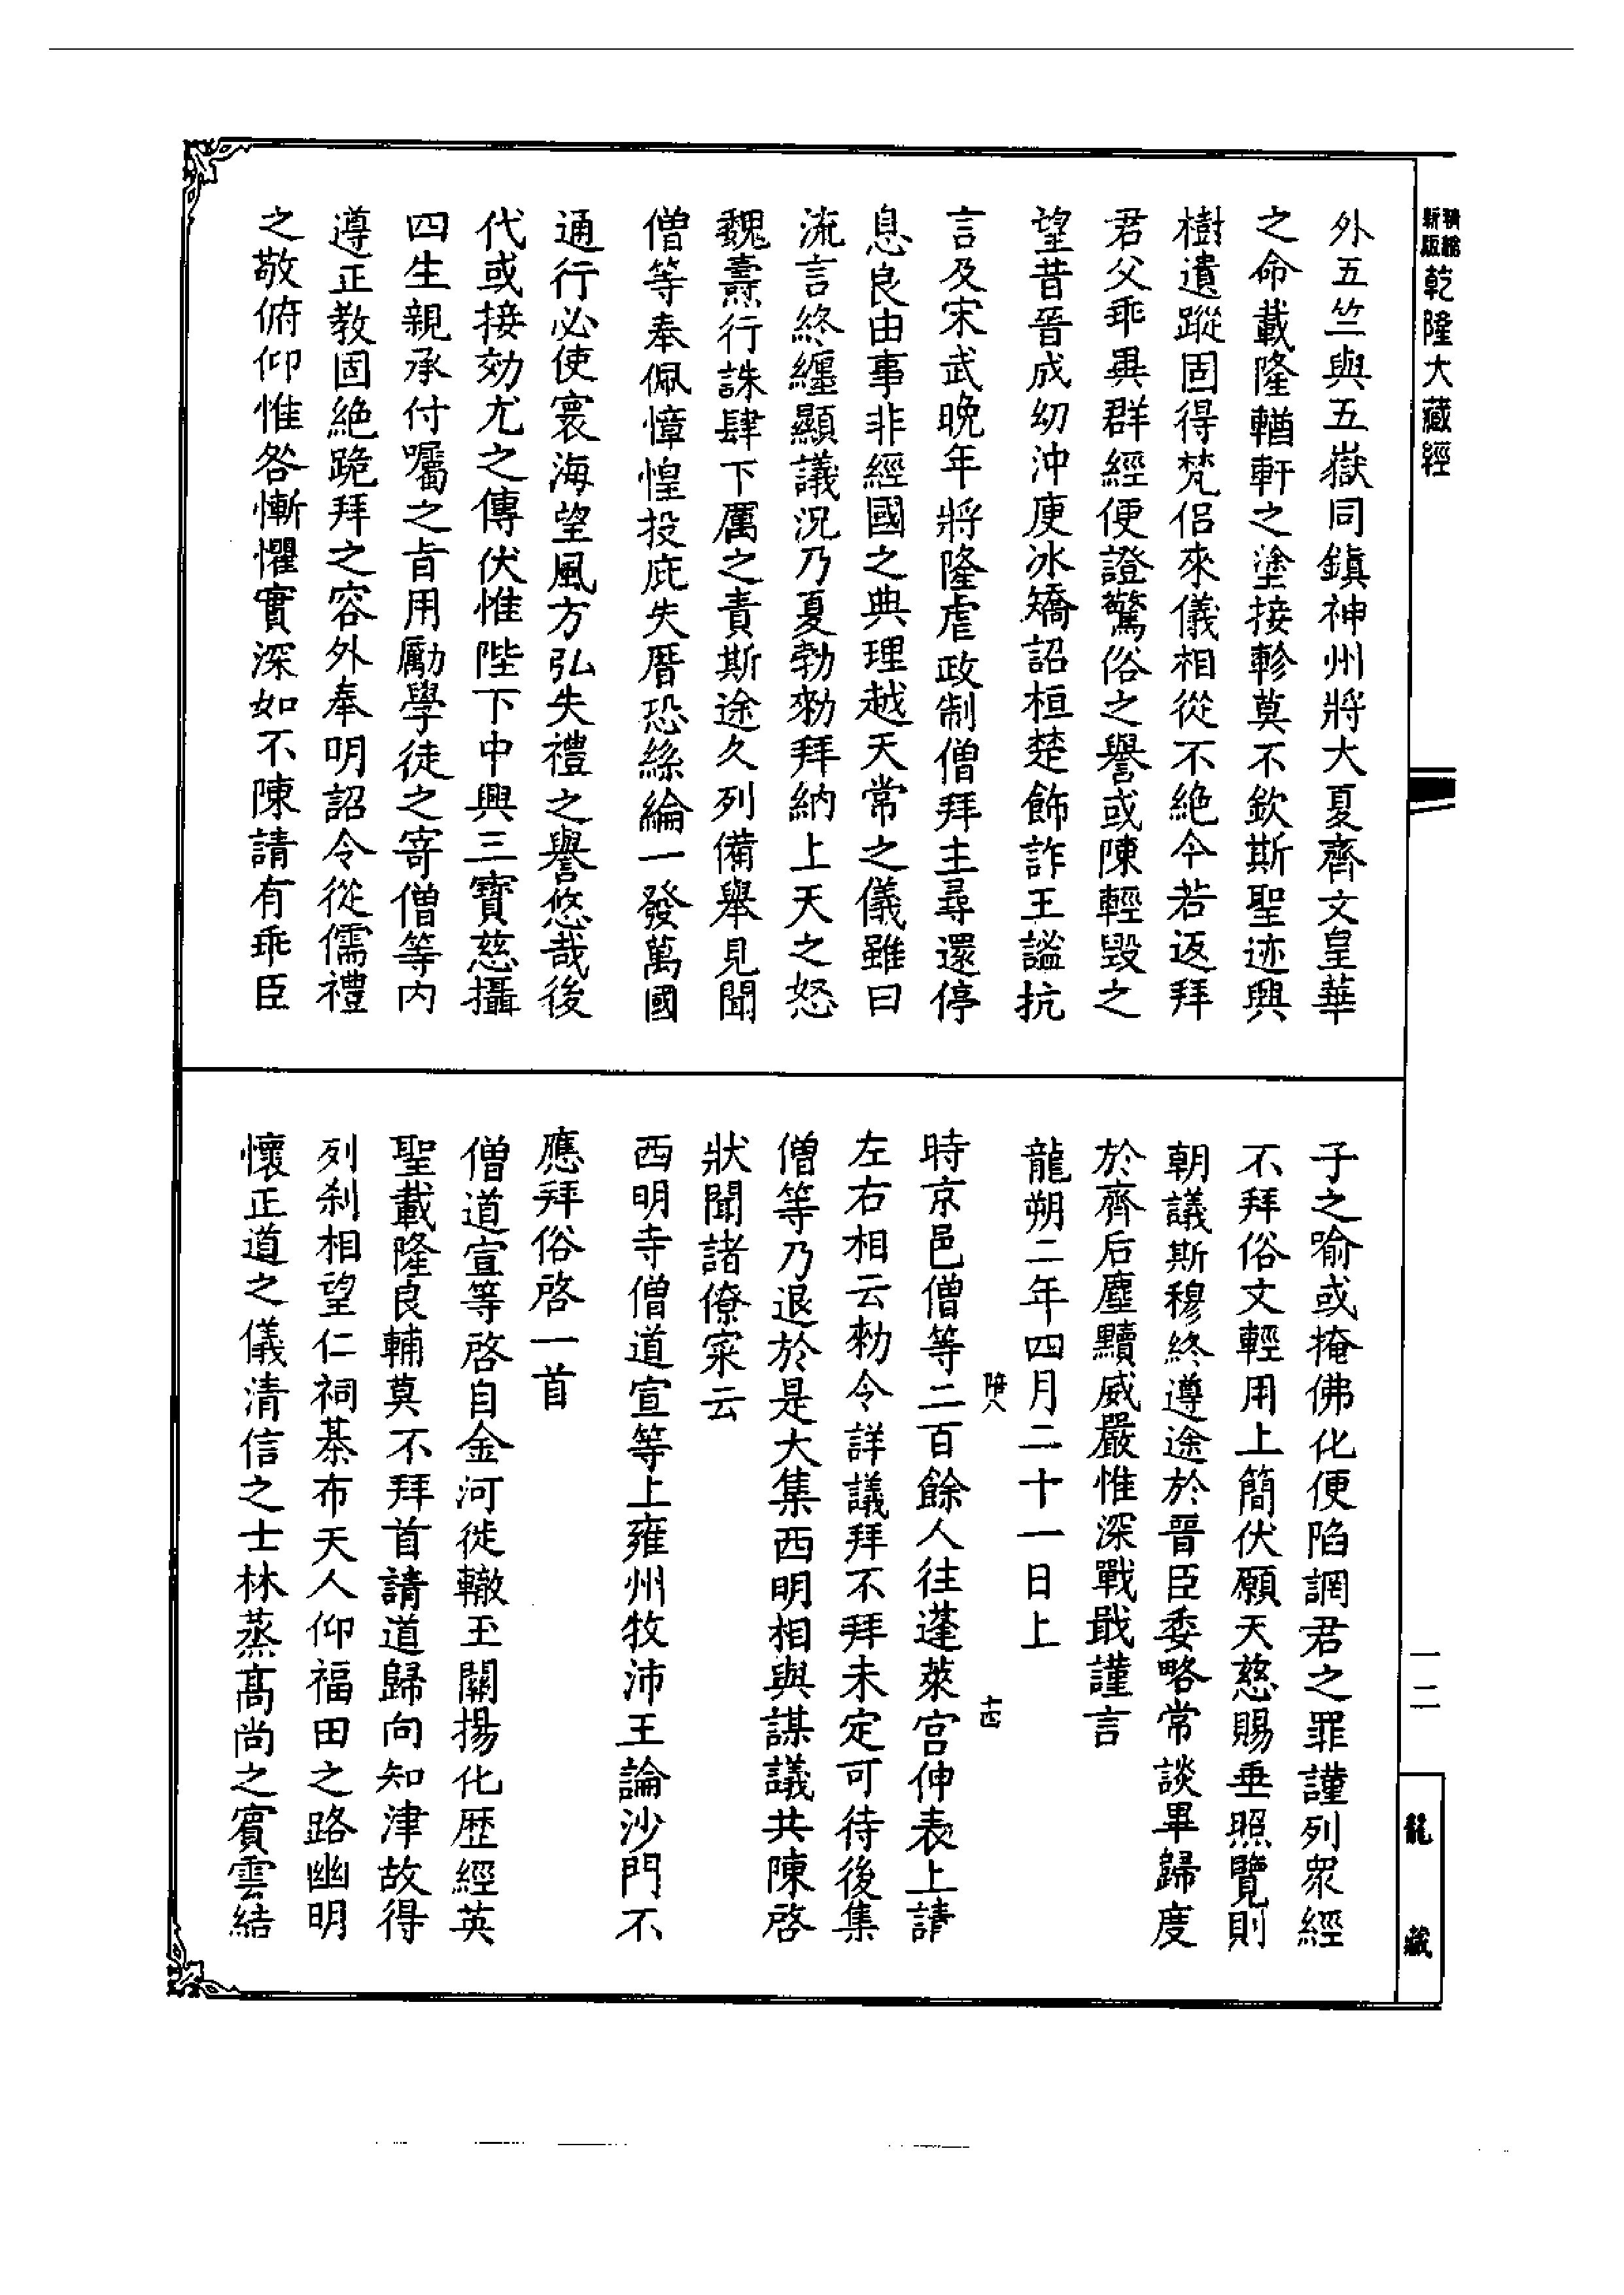 精繕
新版
乾隆大藏經
外五竺與五嶽同鎮神州將大夏齊文皇華
之命載隆輶軒之塗接軫莫不欽斯聖迹興
樹遺蹤固得梵侶來儀相從不絕今若返拜
君父乖異群經便證驚俗之譽或陳輕毀之
望昔晉成幼沖庾冰矯詔桓楚飾詐王謐抗
言及宋武晚年將隆虐政制僧拜主尋還停
息良由事非經國之典理越天常之儀雖曰
流言終纏顯議況乃夏勃勑拜納上天之怒
魏燾行誅肆下厲之責斯途久列備舉見聞
僧等奉佩慞惶投庇失厝恐絲綸一發萬國
通行必使寰海望風方弘失禮之譽悠哉後
代或接効尤之傳伏惟陛下中興三寶慈攝
四生親承付囑之旨用勵學徒之寄僧等內
遵正教固絕跪拜之容外奉明詔令從儒禮
之敬俯仰惟咎慚懼實深如不陳請有乖臣
子之喻或掩佛化便陷誷君之罪謹列衆經
不拜俗文輕用上簡伏願天慈賜垂照覽則
朝議斯穆終遵途於晉臣委略常談畢歸度
於齊后塵黷威嚴惟深戰戢謹言
龍朔二年四月二十一日上
陪八
十四
時京邑僧等二百餘人往蓬萊宮伸表上請
左右相云勑令詳議拜不拜未定可待後集
僧等乃退於是大集西明相與謀議共陳啓
狀聞諸僚寀云
西明寺僧道宣等上雍州牧沛王論沙門不
應拜俗啓一首
僧道宣等啓自金河徙轍玉關揚化歷經英
聖載隆良輔莫不拜首請道歸向知津故得
列刹相望仁祠棊布天人仰福田之路幽明
懷正道之儀清信之士林蒸高尚之賓雲結
一二
龍藏